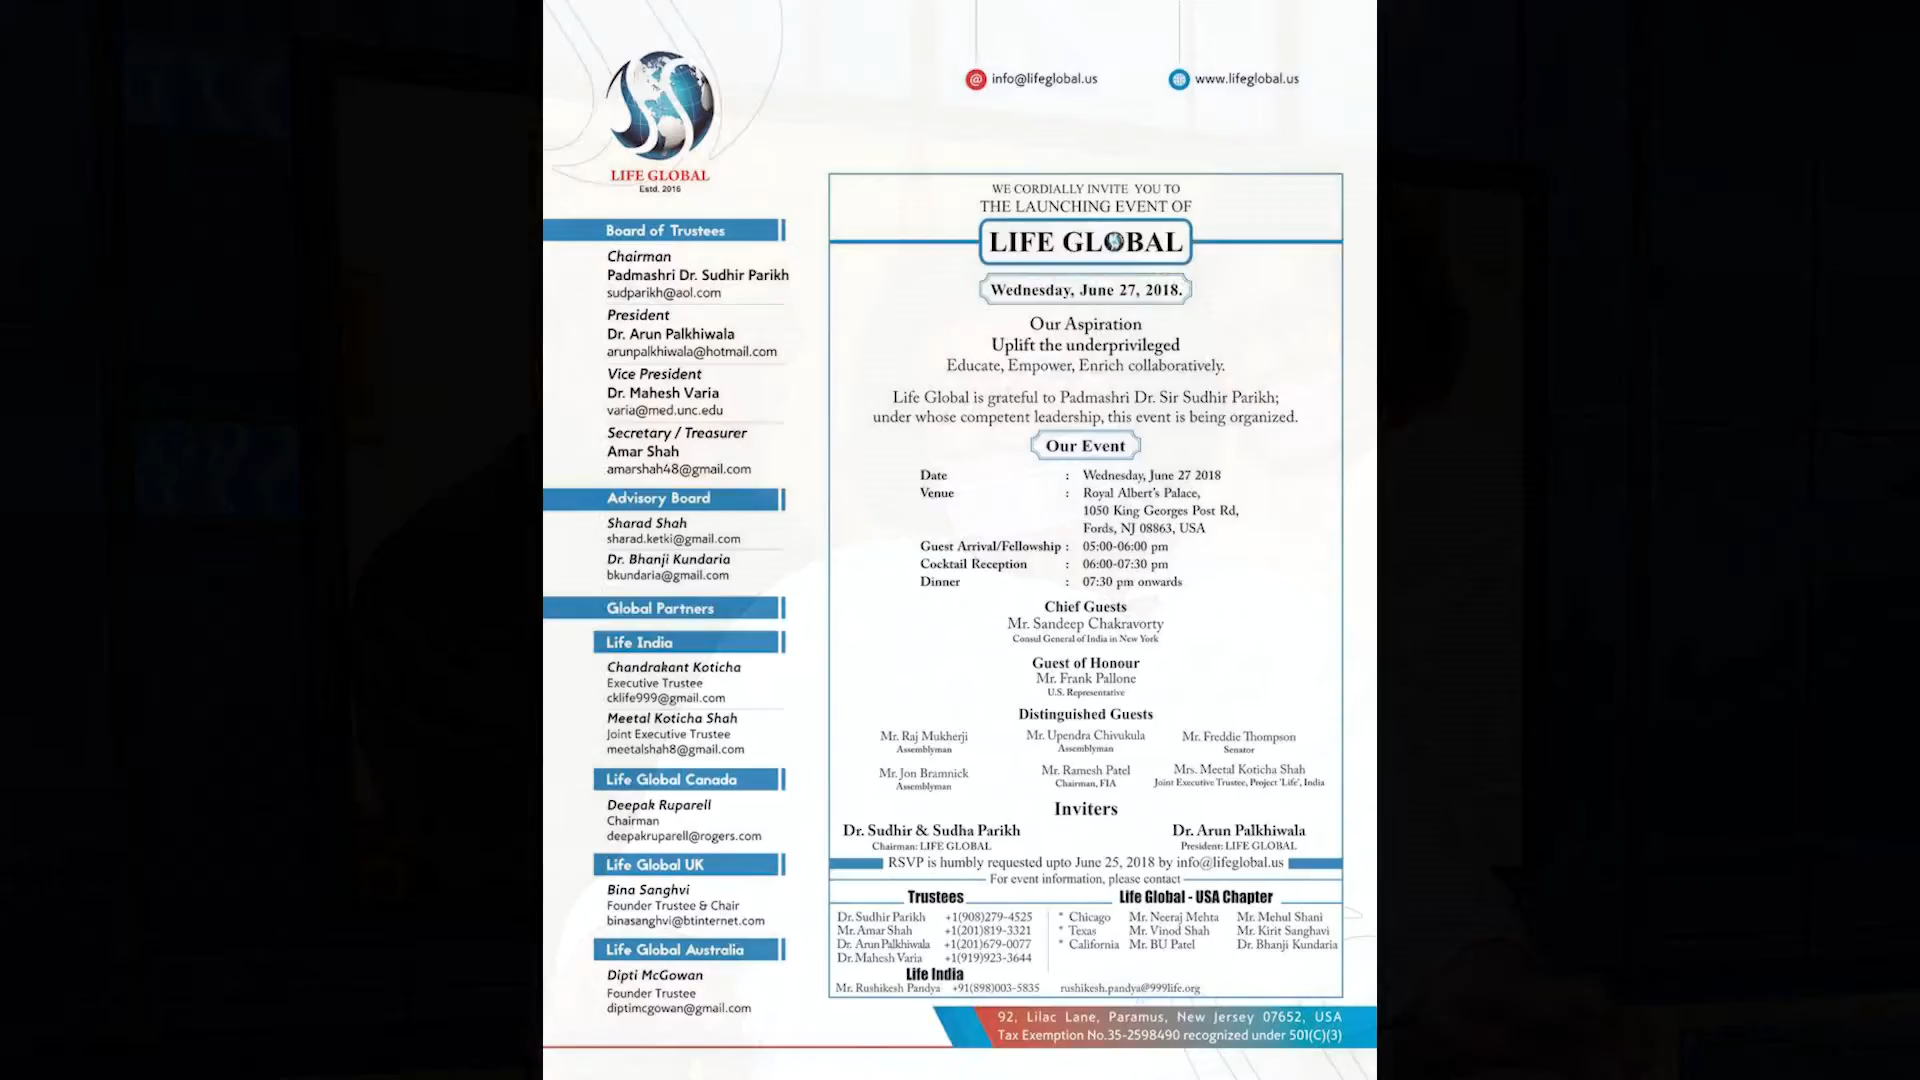 info@lifeglobal.us
www.lifeglobal.us
LIFE GLOBAL
Estd. 2016
Board of Trustees
Chairman
Padmashri Dr. Sudhir Parikh
sudparikh@aol.com
President
Dr. Arun Palkhiwala
arunpalkhiwala@hotmail.com
Vice President
Dr. Mahesh Varia
varia@med.unc.edu
Secretary / Treasurer
Amar Shah
amarshah48@gmail.com
Advisory Board
Sharad Shah
sharad.ketki@gmail.com
Dr. Bhanji Kundaria
bkundaria@gmail.com
Global Partners
Life India
Chandrakant Koticha
Executive Trustee
cklife999@gmail.com
Meetal Koticha Shah
Joint Executive Trustee
meetalshah8@gmail.com
Life Global Canada
Deepak Ruparell
Chairman
deepakruparell@rogers.com
Life Global UK
Bina Sanghvi
Founder Trustee & Chair
binasanghvi@btinternet.com
Life Global Australia
Dipti McGowan
Founder Trustee
diptimcgowan@gmail.com
WE CORDIALLY INVITE YOU TO
THE LAUNCHING EVENT OF
LIFE GLOBAL
Wednesday, June 27, 2018.
Our Aspiration
Uplift the underprivileged
Educate, Empower, Enrich collaboratively.
Life Global is grateful to Padmashri Dr. Sir Sudhir Parikh;
under whose competent leadership, this event is being organized.
Our Event
Date : Wednesday, June 27 2018
Venue : Royal Albert's Palace,
1050 King Georges Post Rd,
Fords, NJ 08863, USA
Guest Arrival/Fellowship : 05:00-06:00 pm
Cocktail Reception : 06:00-07:30 pm
Dinner : 07:30 pm onwards
Chief Guests
Mr. Sandeep Chakravorty
Consul General of India in New York
Guest of Honour
Mr. Frank Pallone
U.S. Representative
Distinguished Guests
Mr. Raj Mukherji Mr. Upendra Chivukula Mr. Freddie Thompson
Assemblyman Assemblyman Senator
Mr. Jon Bramnick Mr. Ramesh Patel Mrs. Meetal Koticha Shah
Assemblyman Chairman, FIA Joint Executive Trustee, Project 'Life', India
Inviters
Dr. Sudhir & Sudha Parikh Dr. Arun Palkhiwala
Chairman: LIFE GLOBAL President: LIFE GLOBAL
RSVP is humbly requested upto June 25, 2018 by info@lifeglobal.us
For event information, please contact
Trustees Life Global - USA Chapter
Dr. Sudhir Parikh +1(908)279-4525 * Chicago Mr. Neeraj Mehta Mr. Mehul Shani
Mr. Amar Shah +1(201)819-3321 * Texas Mr. Vinod Shah Mr. Kirit Sanghavi
Dr. Arun Palkhiwala +1(201)679-0077 * California Mr. BU Patel Dr. Bhanji Kundaria
Dr. Mahesh Varia +1(919)923-3644
Life India
Mr. Rushikesh Pandya +91(898)003-5835 rushikesh.pandya@999life.org
92, Lilac Lane, Paramus, New Jersey 07652, USA
Tax Exemption No.35-2598490 recognized under 501(C)(3)